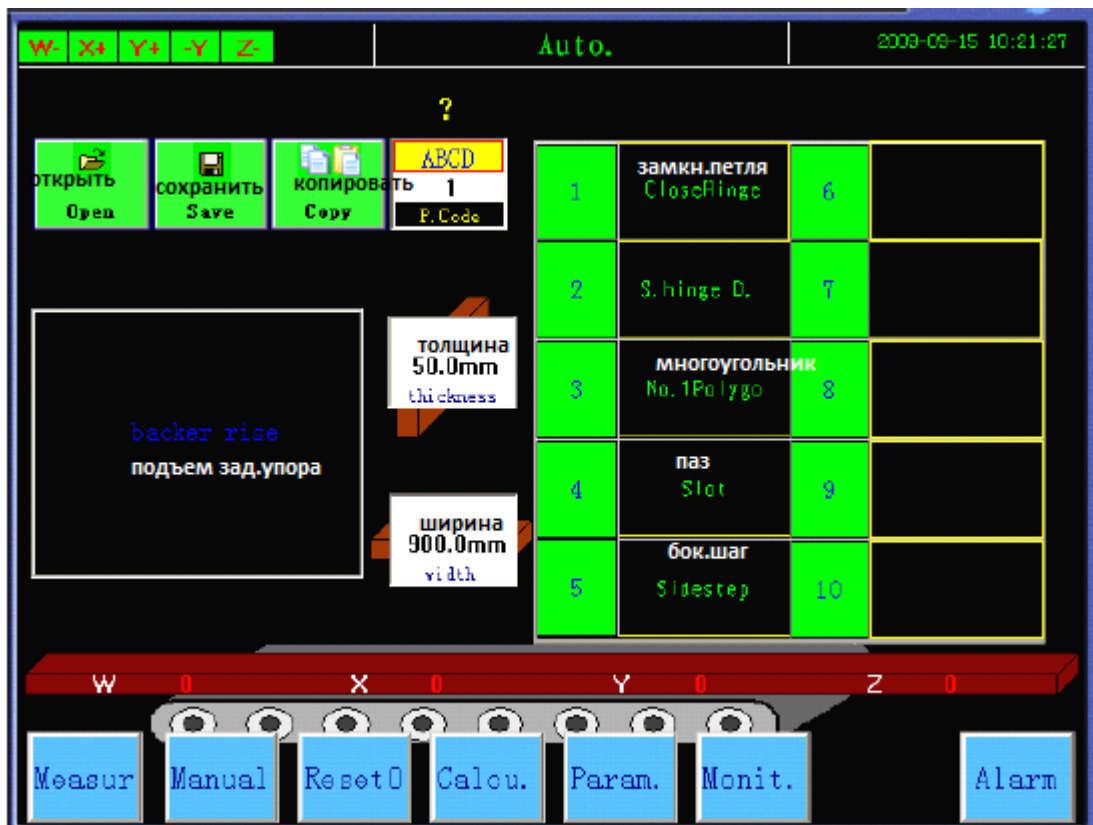 W- X+ Y+ -Y Z- Auto. 2009-09-15 10:21:27
?
открыть
Open
сохранить
Save
копировать
Copy
ABCD
1
P.Code
1 замкн.петля
CloseHinge
6
2 S.hinge D. 7
3 многоугольник
No.1Polygo
8
4 паз
Slot
9
5 бок.шаг
Sidestep
10
backer rise
подъем зад.упора
толщина
50.0mm
thickness
ширина
900.0mm
width
W 0 X 0 Y 0 Z 0
Measur Manual Reset0 Calcu. Param. Monit. Alarm